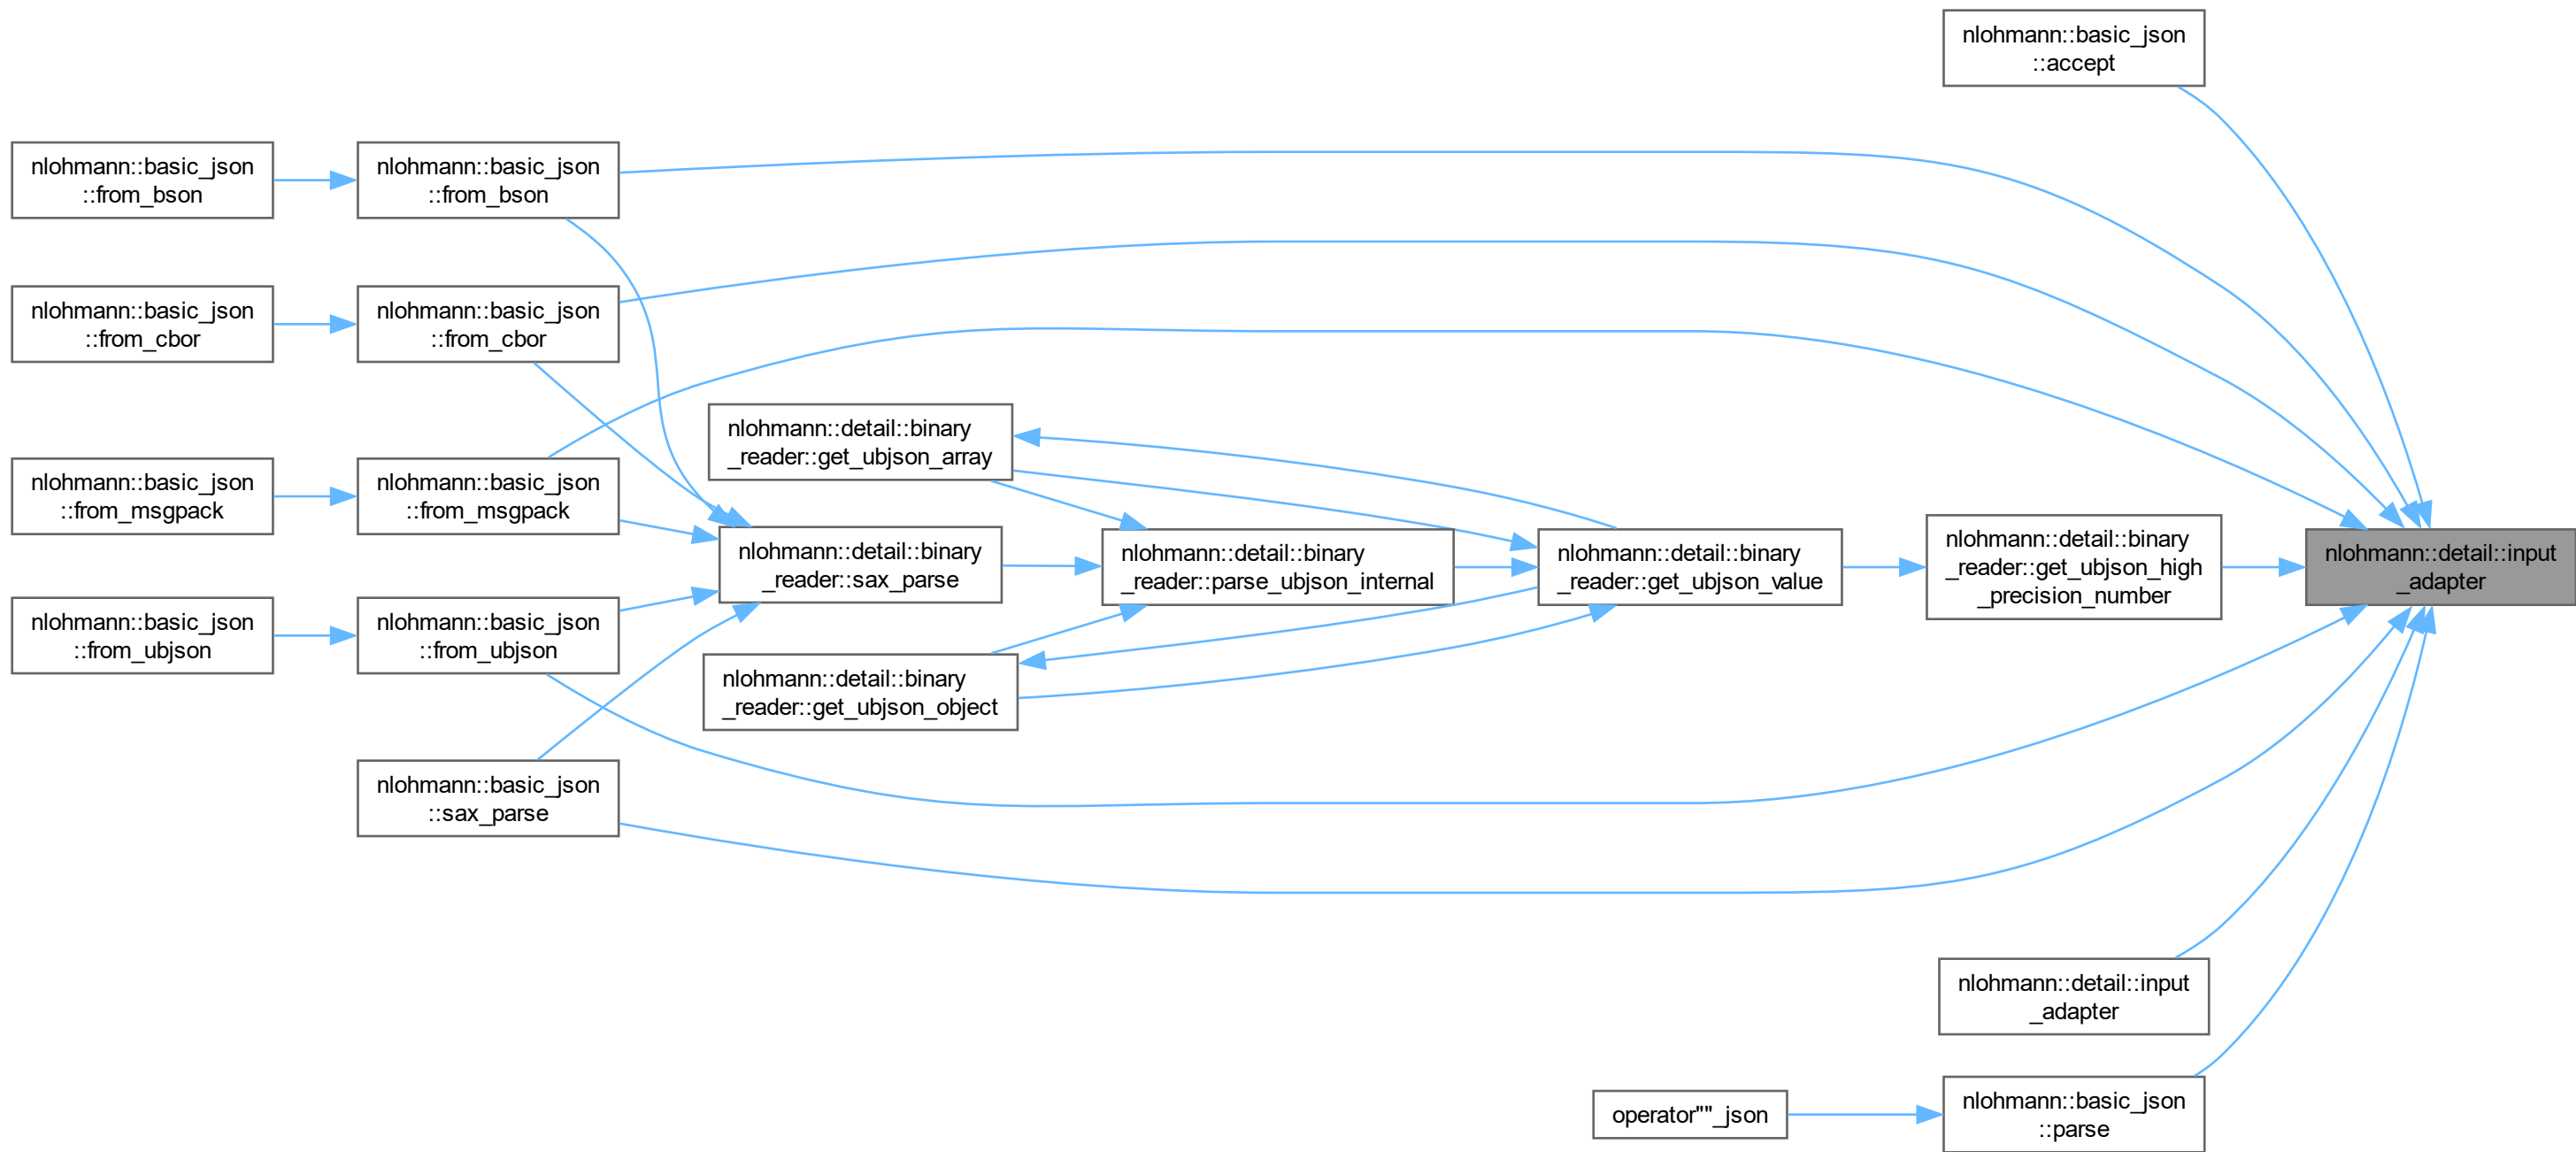 nlohmann::basic_json
::accept
nlohmann::basic_json
::from_bson
nlohmann::basic_json
::from_bson
nlohmann::basic_json
::from_cbor
nlohmann::basic_json
::from_cbor
nlohmann::basic_json
::from_msgpack
nlohmann::basic_json
::from_msgpack
nlohmann::basic_json
::from_ubjson
nlohmann::basic_json
::from_ubjson
nlohmann::basic_json
::sax_parse
nlohmann::detail::binary
_reader::get_ubjson_array
nlohmann::detail::binary
_reader::sax_parse
nlohmann::detail::binary
_reader::get_ubjson_object
nlohmann::detail::binary
_reader::parse_ubjson_internal
nlohmann::detail::binary
_reader::get_ubjson_value
nlohmann::detail::binary
_reader::get_ubjson_high
_precision_number
nlohmann::detail::input
_adapter
nlohmann::detail::input
_adapter
operator""_json
nlohmann::basic_json
::parse